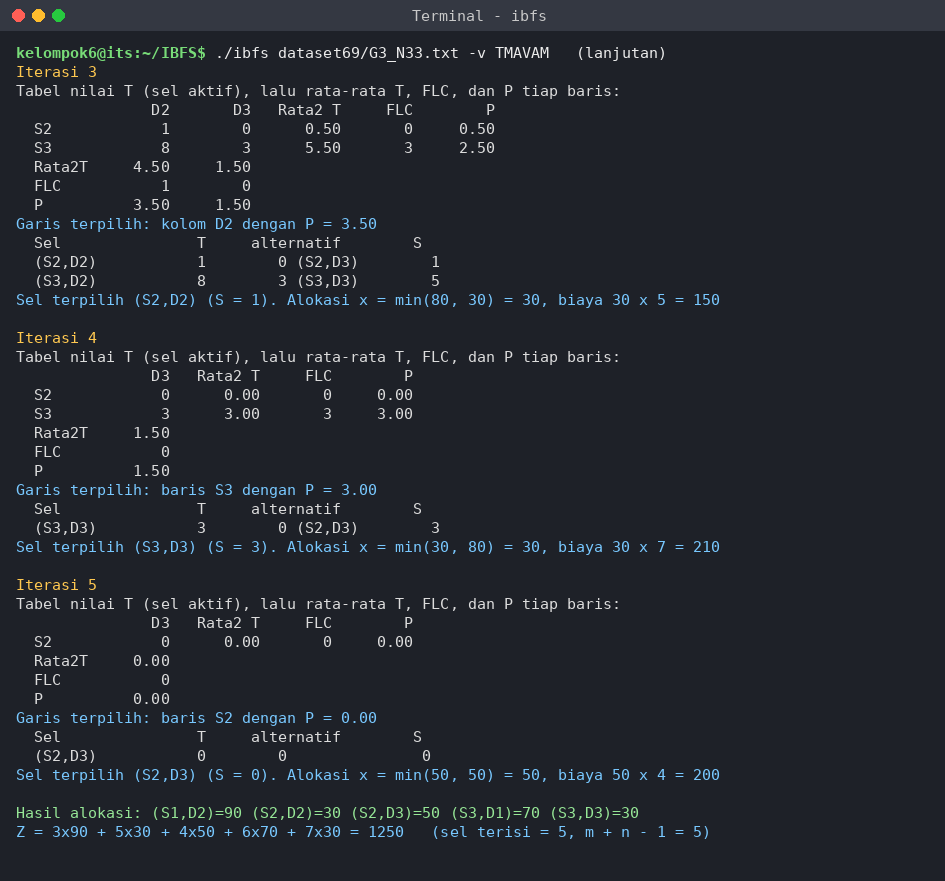 Terminal - ibfs
kelompok6@its:~/IBFS$ ./ibfs dataset69/G3_N33.txt -v TMAVAM   (lanjutan)
Iterasi 3
Tabel nilai T (sel aktif), lalu rata-rata T, FLC, dan P tiap baris:
               D2       D3   Rata2 T     FLC        P
  S2            1        0      0.50       0     0.50
  S3            8        3      5.50       3     2.50
  Rata2T     4.50     1.50
  FLC           1        0
  P          3.50     1.50
Garis terpilih: kolom D2 dengan P = 3.50
  Sel               T     alternatif        S
  (S2,D2)           1        0 (S2,D3)        1
  (S3,D2)           8        3 (S3,D3)        5
Sel terpilih (S2,D2) (S = 1). Alokasi x = min(80, 30) = 30, biaya 30 x 5 = 150
Iterasi 4
Tabel nilai T (sel aktif), lalu rata-rata T, FLC, dan P tiap baris:
               D3   Rata2 T     FLC        P
  S2            0      0.00       0     0.00
  S3            3      3.00       3     3.00
  Rata2T     1.50
  FLC           0
  P          1.50
Garis terpilih: baris S3 dengan P = 3.00
  Sel               T     alternatif        S
  (S3,D3)           3        0 (S2,D3)        3
Sel terpilih (S3,D3) (S = 3). Alokasi x = min(30, 80) = 30, biaya 30 x 7 = 210
Iterasi 5
Tabel nilai T (sel aktif), lalu rata-rata T, FLC, dan P tiap baris:
               D3   Rata2 T     FLC        P
  S2            0      0.00       0     0.00
  Rata2T     0.00
  FLC           0
  P          0.00
Garis terpilih: baris S2 dengan P = 0.00
  Sel               T     alternatif        S
  (S2,D3)           0        0               0
Sel terpilih (S2,D3) (S = 0). Alokasi x = min(50, 50) = 50, biaya 50 x 4 = 200
Hasil alokasi: (S1,D2)=90 (S2,D2)=30 (S2,D3)=50 (S3,D1)=70 (S3,D3)=30
Z = 3x90 + 5x30 + 4x50 + 6x70 + 7x30 = 1250   (sel terisi = 5, m + n - 1 = 5)